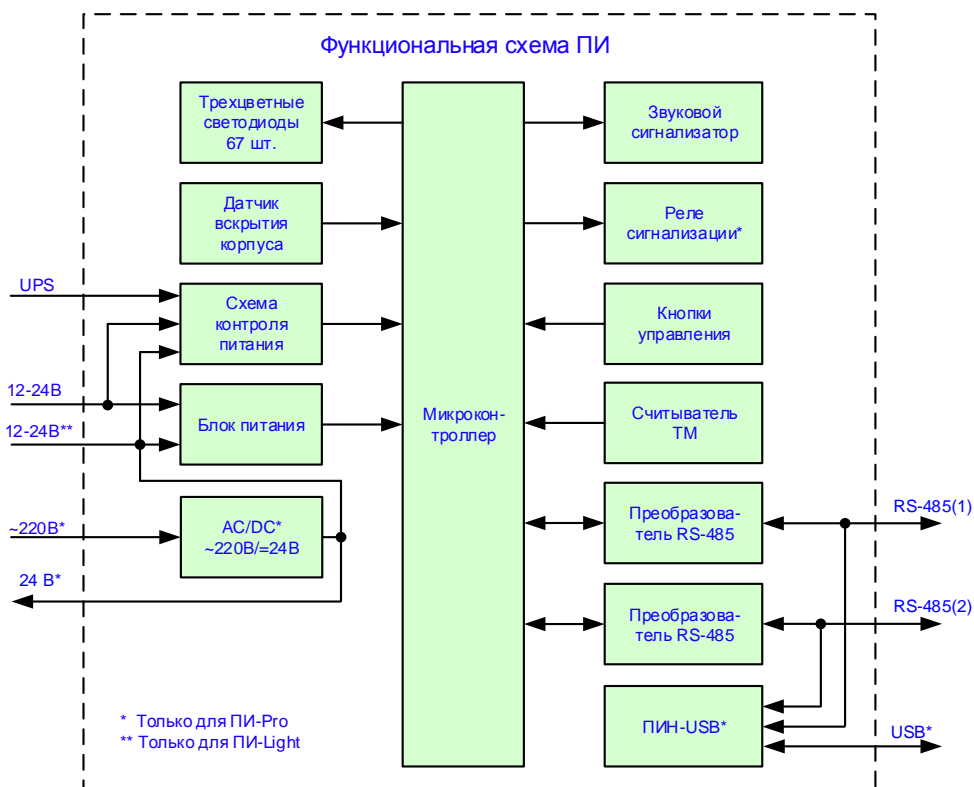 Функциональная схема ПИ
Трехцветные
светодиоды
67 шт.
Звуковой
сигнализатор
Датчик
вскрытия
корпуса
Реле
сигнализации*
UPS
Схема
контроля
питания
Кнопки
управления
12-24В
12-24В**
Блок питания
Микрокон-
троллер
Считыватель
ТМ
~220В*
AC/DC*
~220В/=24В
Преобразова-
тель RS-485
RS-485(1)
24 В*
Преобразова-
тель RS-485
RS-485(2)
ПИН-USB*
USB*
* Только для ПИ-Pro
** Только для ПИ-Light